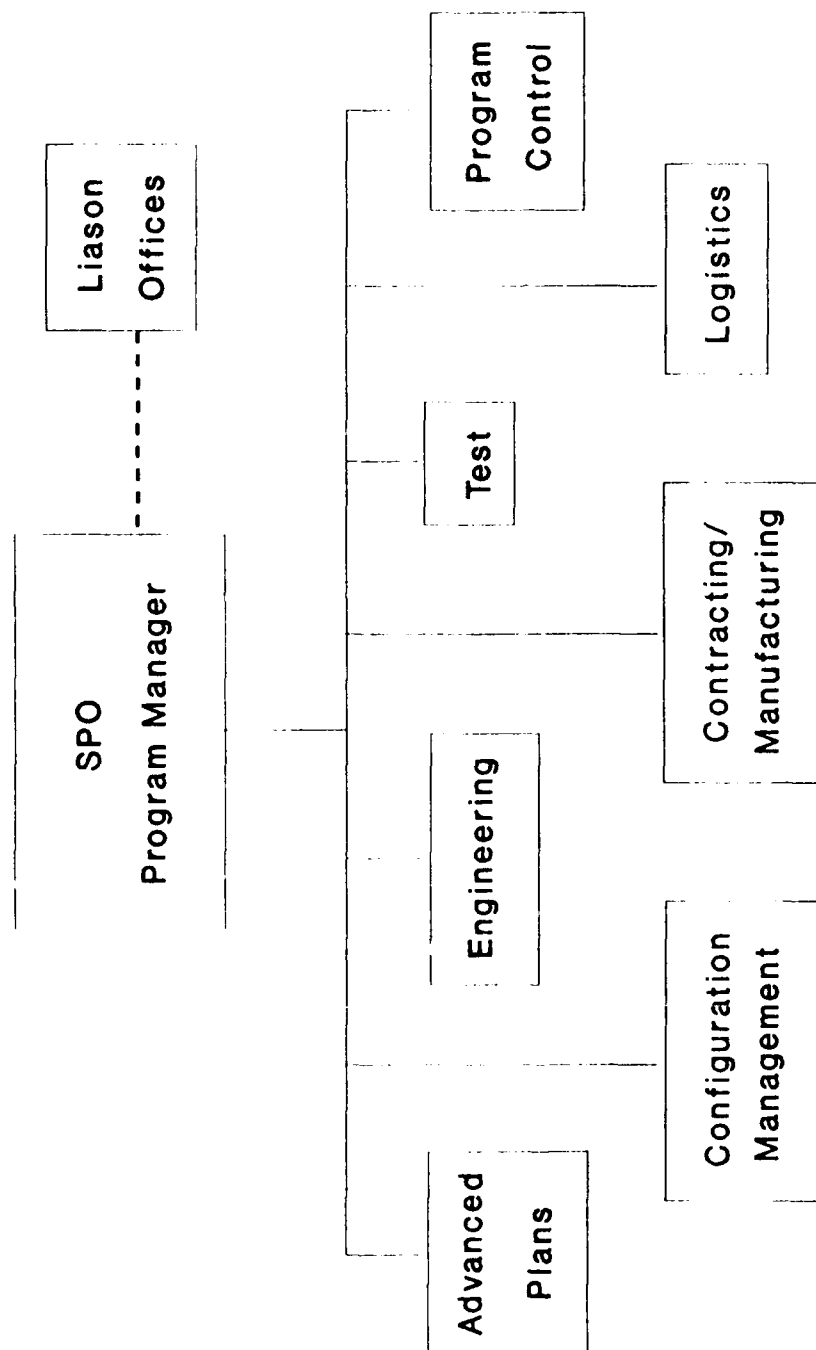 SPO
Program Manager
Liason
Offices
Advanced
Plans
Engineering
Test
Program
Control
Configuration
Management
Contracting/
Manufacturing
Logistics